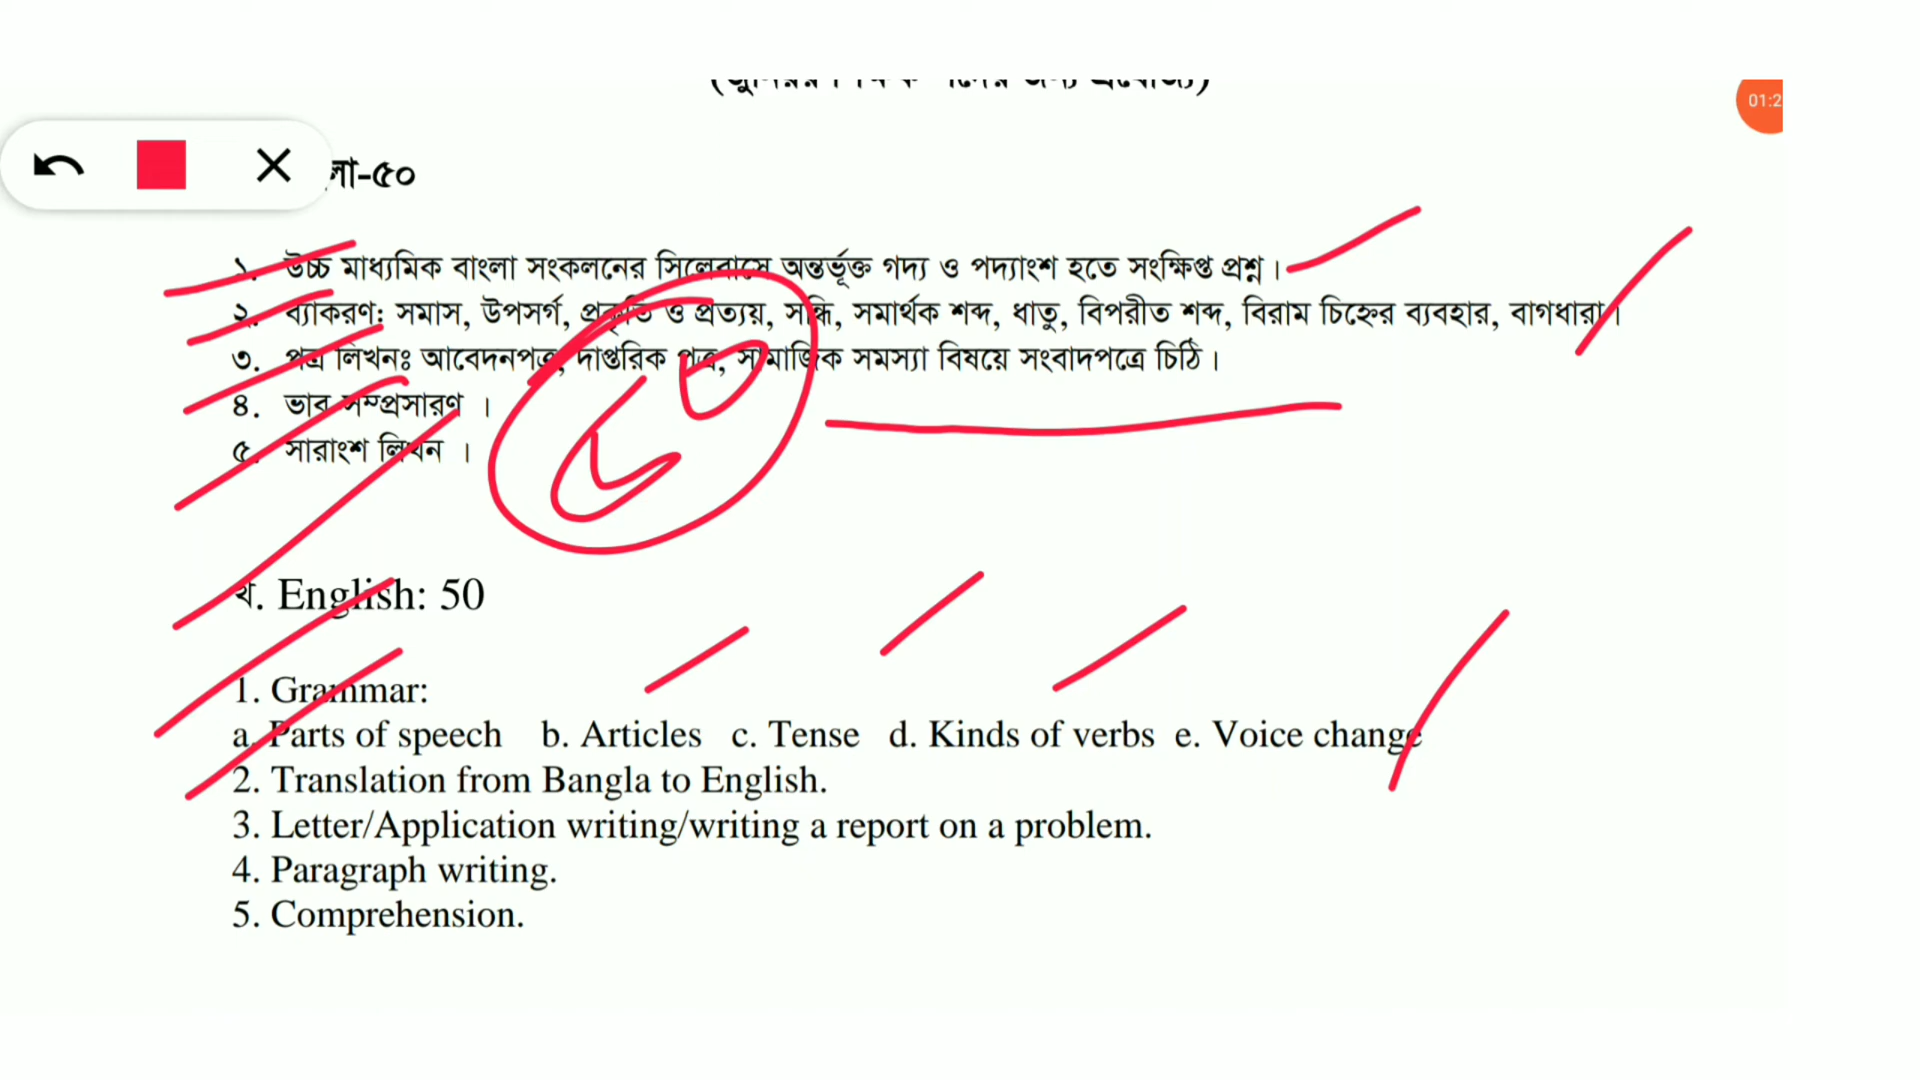 01:2
লা-৫০
১. উচ্চ মাধ্যমিক বাংলা সংকলনের সিলেবাসে অন্তর্ভূক্ত গদ্য ও পদ্যাংশ হতে সংক্ষিপ্ত প্রশ্ন।
২. ব্যাকরণ: সমাস, উপসর্গ, প্রকৃতি ও প্রত্যয়, সন্ধি, সমার্থক শব্দ, ধাতু, বিপরীত শব্দ, বিরাম চিহ্নের ব্যবহার, বাগধারা।
৩. পত্র লিখনঃ আবেদনপত্র, দাপ্তরিক পত্র, সামাজিক সমস্যা বিষয়ে সংবাদপত্রে চিঠি।
৪. ভাব সম্প্রসারণ ।
৫. সারাংশ লিখন ।
৫০
খ. English: 50
1. Grammar:
a. Parts of speech b. Articles c. Tense d. Kinds of verbs e. Voice change
2. Translation from Bangla to English.
3. Letter/Application writing/writing a report on a problem.
4. Paragraph writing.
5. Comprehension.